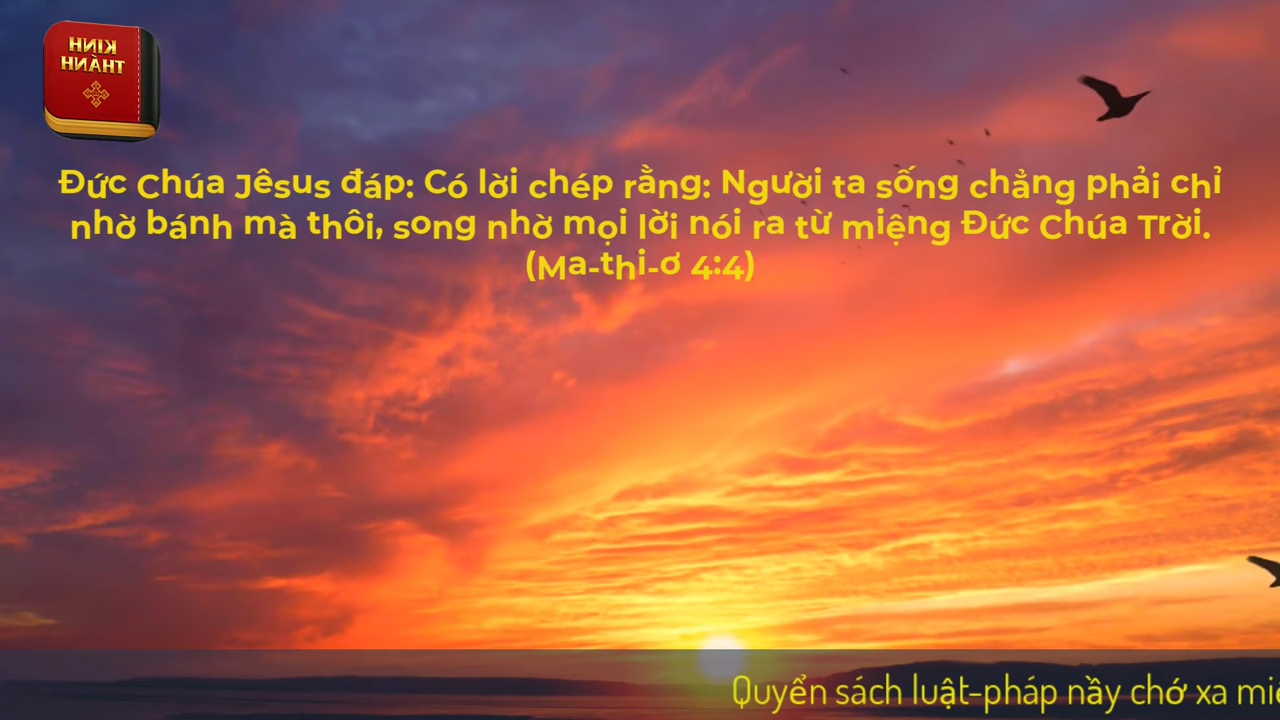 KINH
THÁNH
Đức Chúa Jêsus đáp: Có lời chép rằng: Người ta sống chẳng phải chỉ
nhờ bánh mà thôi, song nhờ mọi lời nói ra từ miệng Đức Chúa Trời.
(Ma-thi-ơ 4:4)
Quyển sách luật-pháp nầy chớ xa